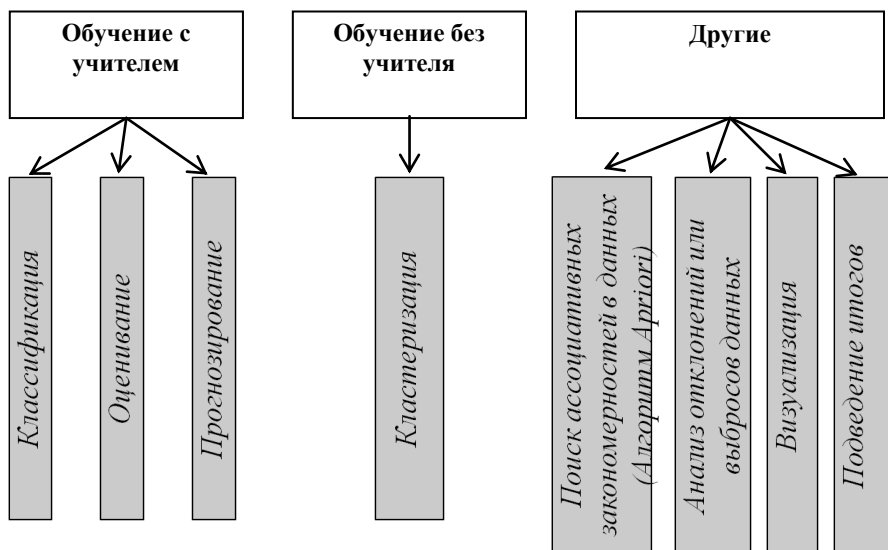 Обучение с
учителем
Обучение без
учителя
Другие
Классификация
Оценивание
Прогнозирование
Кластеризация
Поиск ассоциативных
закономерностей в данных
(Алгоритм Apriori)
Анализ отклонений или
выбросов данных
Визуализация
Подведение итогов